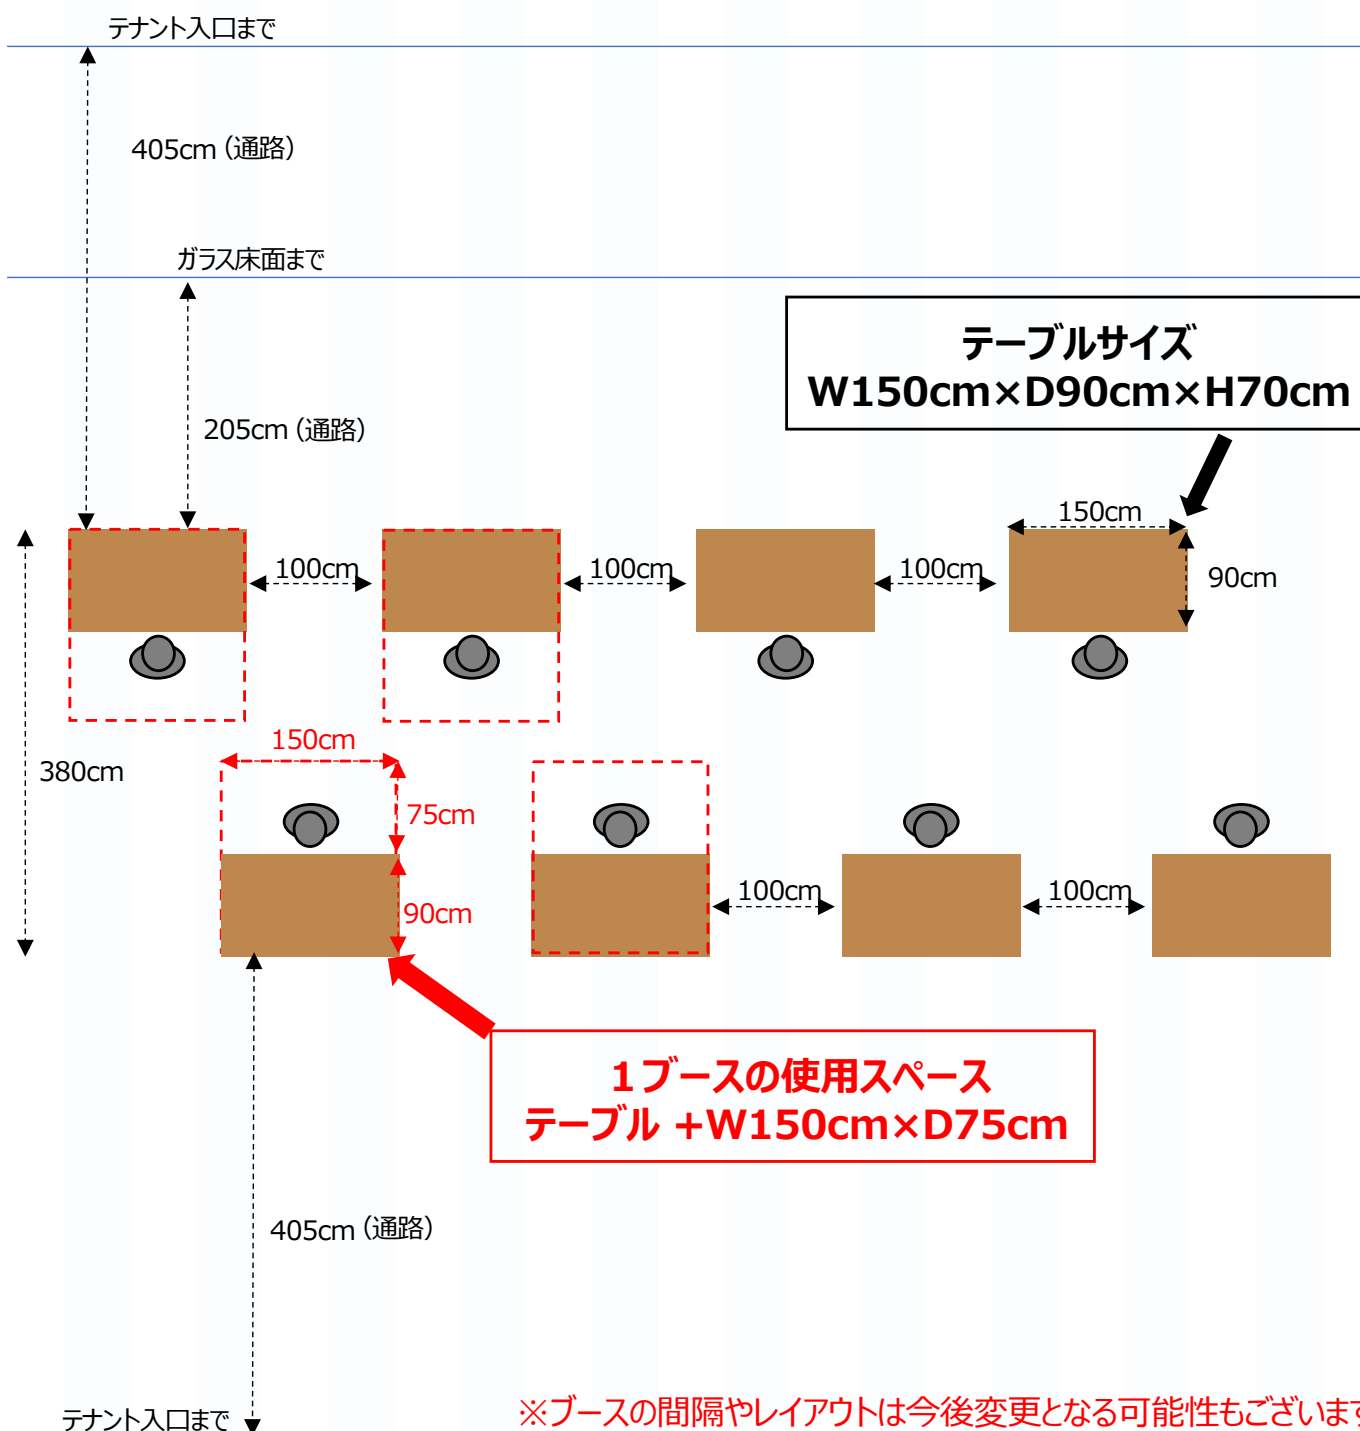 テナント入口まで
405cm（通路）
ガラス床面まで
テーブルサイズ
W150cm×D90cm×H70cm
205cm（通路）
150cm
100cm
100cm
100cm
90cm
150cm
380cm
75cm
100cm
100cm
90cm
1ブースの使用スペース
テーブル +W150cm×D75cm
405cm（通路）
※ブースの間隔やレイアウトは今後変更となる可能性もございます
テナント入口まで